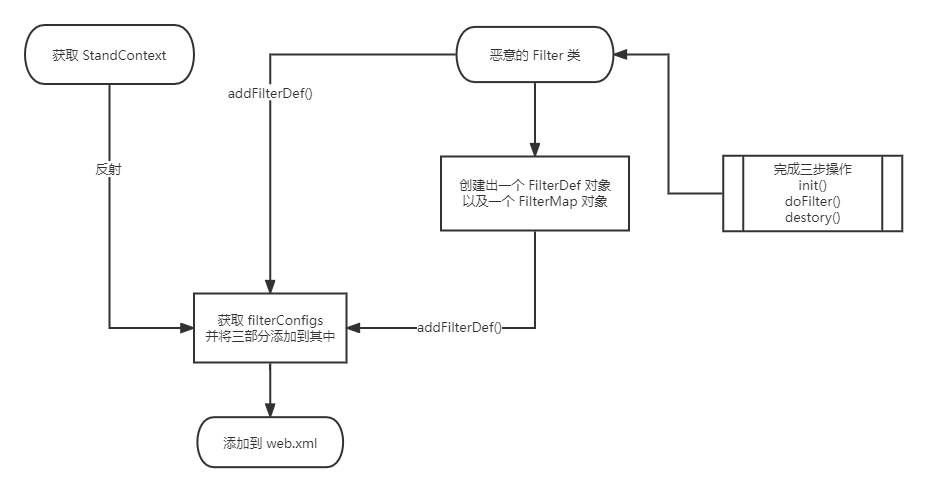 获取 StandContext
恶意的 Filter 类
addFilterDef()
反射
创建出一个 FilterDef 对象
以及一个 FilterMap 对象
完成三步操作
init()
doFilter()
destory()
获取 filterConfigs
并将三部分添加到其中
addFilterDef()
添加到 web.xml